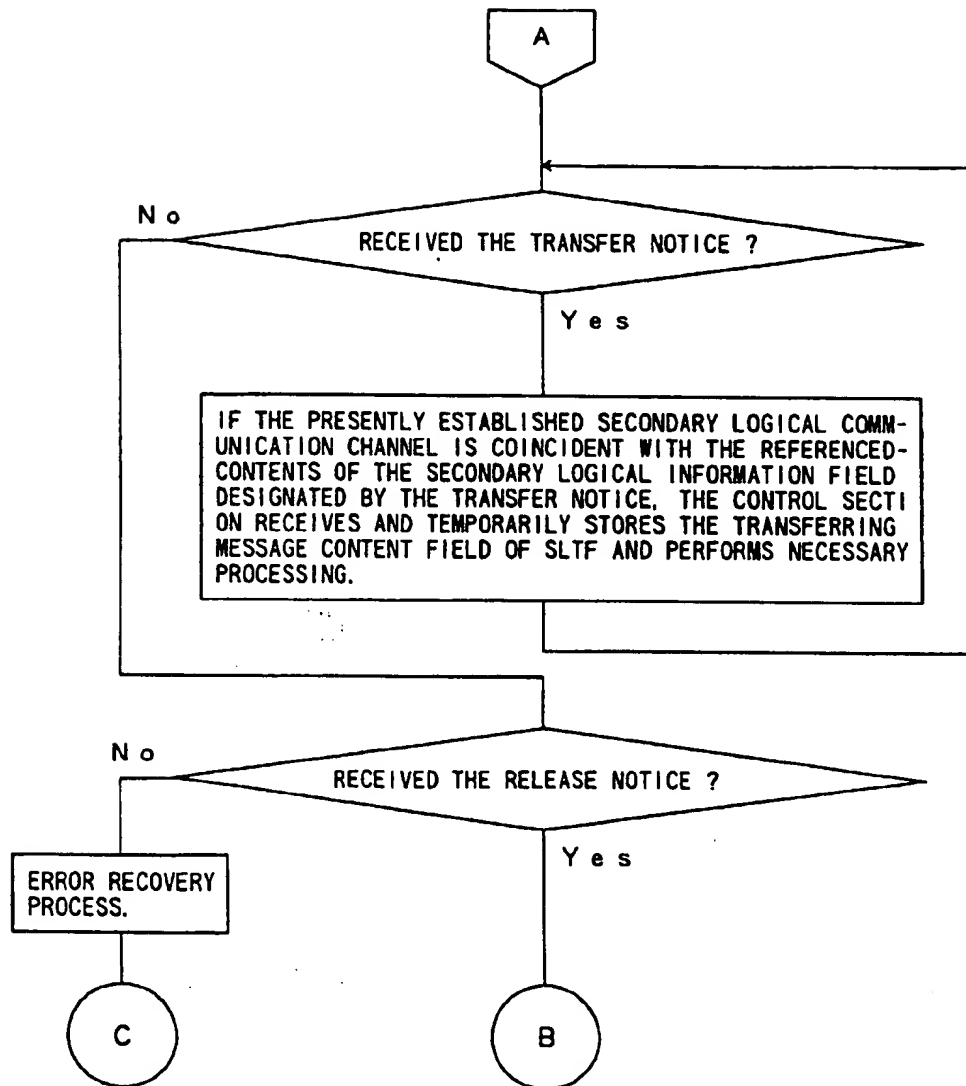 A
No
RECEIVED THE TRANSFER NOTICE ?
Yes
IF THE PRESENTLY ESTABLISHED SECONDARY LOGICAL COMM-
UNICATION CHANNEL IS COINCIDENT WITH THE REFERENCED-
CONTENTS OF THE SECONDARY LOGICAL INFORMATION FIELD
DESIGNATED BY THE TRANSFER NOTICE, THE CONTROL SECTI
ON RECEIVES AND TEMPORARILY STORES THE TRANSFERRING
MESSAGE CONTENT FIELD OF SLTF AND PERFORMS NECESSARY
PROCESSING.
No
RECEIVED THE RELEASE NOTICE ?
Yes
ERROR RECOVERY
PROCESS.
C
B